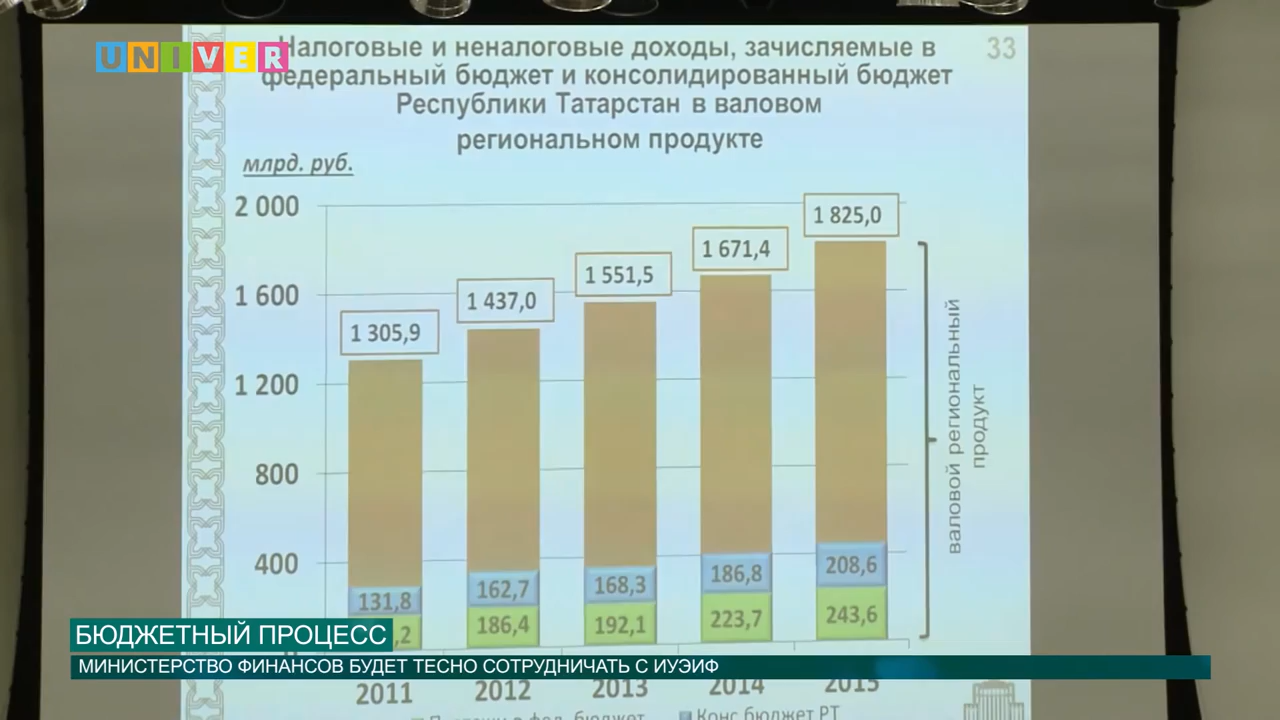 UNIVER
Налоговые и неналоговые доходы, зачисляемые в
33
федеральный бюджет и консолидированный бюджет
Республики Татарстан в валовом
региональном продукте
млрд. руб.
2 000
1 825,0
1 671,4
1 551,5
1 600
1 437,0
1 305,9
1 200
800
400
валовой региональный
продукт
131,8
162,7
168,3
186,8
208,6
,2
186,4
192,1
223,7
243,6
БЮДЖЕТНЫЙ ПРОЦЕСС
МИНИСТЕРСТВО ФИНАНСОВ БУДЕТ ТЕСНО СОТРУДНИЧАТЬ С ИУЭИФ
2011
2012
2013
2014
2015
в фед. бюджет
Конс бюджет РТ